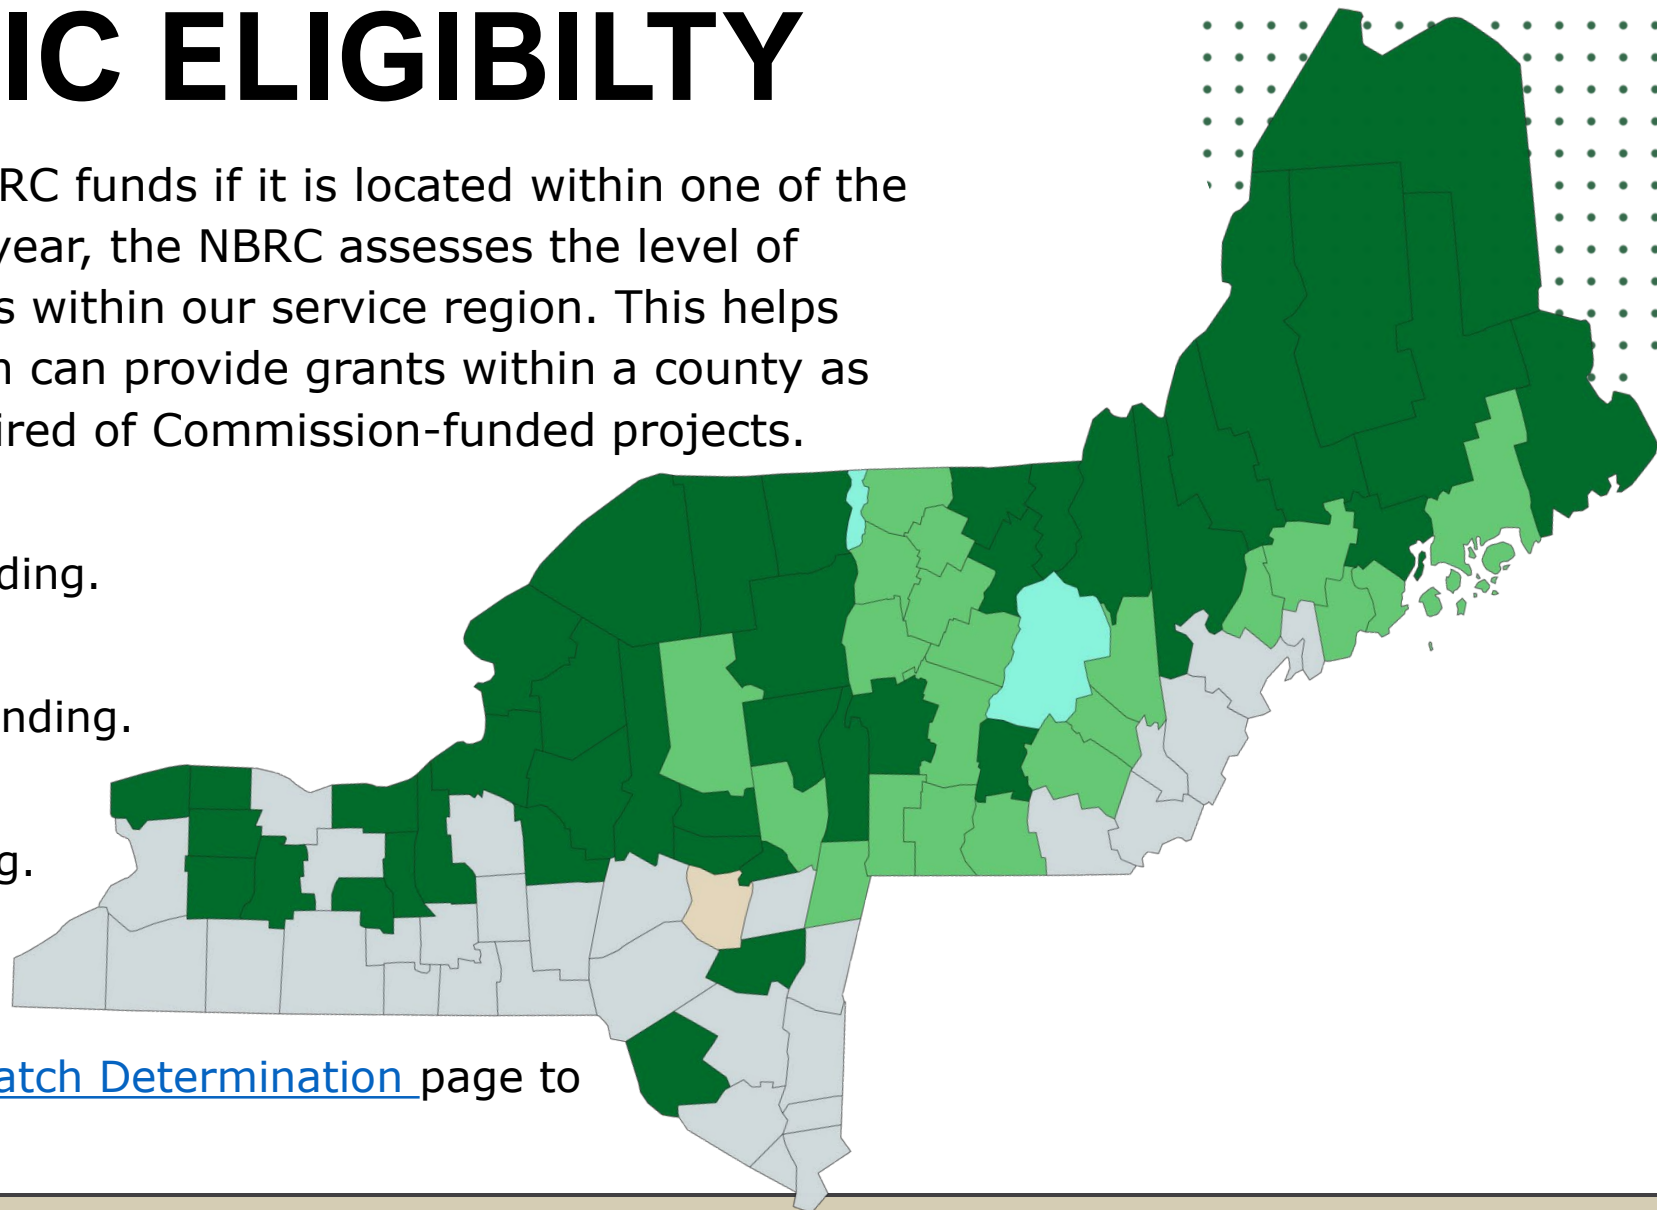 IC ELIGIBILTY
RC funds if it is located within one of the
year, the NBRC assesses the level of
s within our service region. This helps
n can provide grants within a county as
ired of Commission-funded projects.
ding.
nding.
g.
atch Determination page to